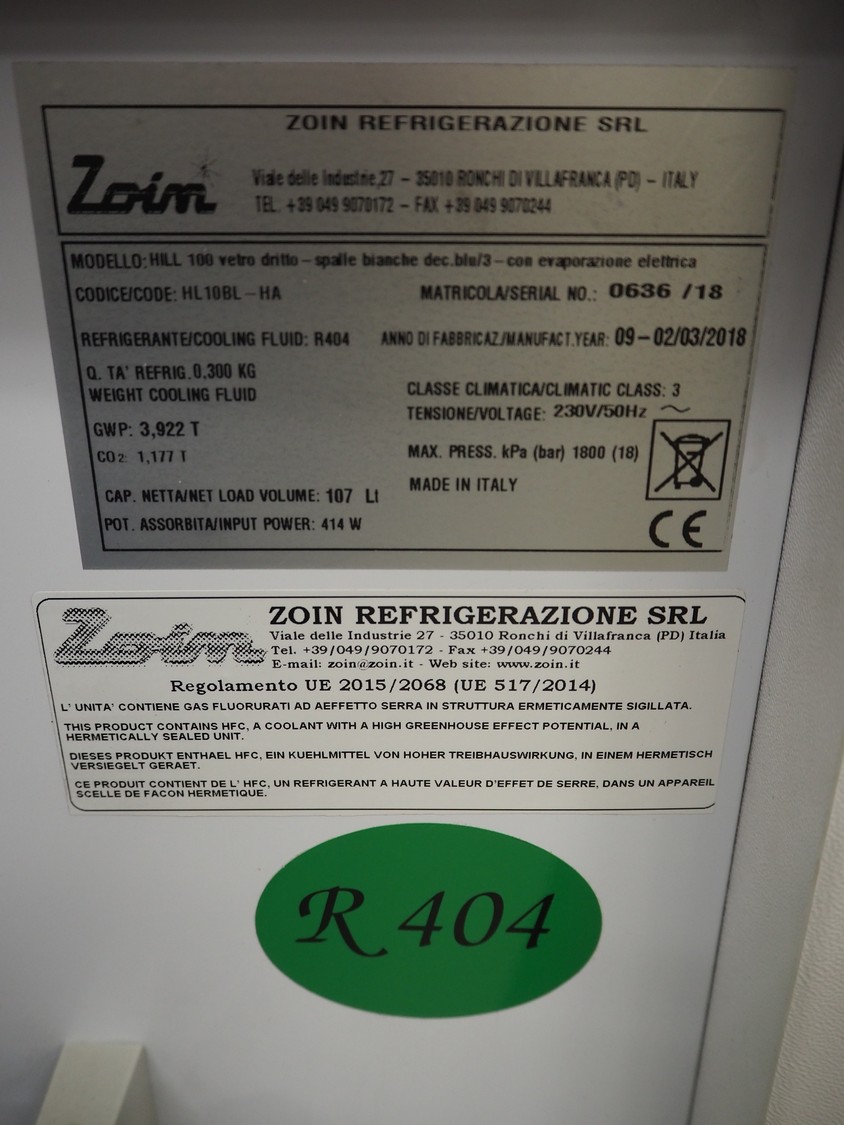 ZOIN REFRIGERAZIONE SRL
Zoin
Viale delle Industrie,27 – 35010 RONCHI DI VILLAFRANCA (PD) – ITALY
TEL. +39 049 9070172 – FAX +39 049 9070244
MODELLO: HILL 100 vetro dritto – spalle bianche dec.blu/3 – con evaporazione elettrica
CODICE/CODE: HL10BL – HA MATRICOLA/SERIAL NO.: 0636 /18
REFRIGERANTE/COOLING FLUID: R404 ANNO DI FABBRICAZ./MANUFACT.YEAR: 09 – 02/03/2018
Q. TA' REFRIG. 0,300 KG
WEIGHT COOLING FLUID
CLASSE CLIMATICA/CLIMATIC CLASS: 3
TENSIONE/VOLTAGE: 230V/50Hz ~
GWP: 3,922 T
CO2: 1,177 T
MAX. PRESS. kPa (bar) 1800 (18)
MADE IN ITALY
CAP. NETTA/NET LOAD VOLUME: 107 Lt
POT. ASSORBITA/INPUT POWER: 414 W
CE
Zoin
ZOIN REFRIGERAZIONE SRL
Viale delle Industrie 27 - 35010 Ronchi di Villafranca (PD) Italia
Tel. +39/049/9070172 - Fax +39/049/9070244
E-mail: zoin@zoin.it - Web site: www.zoin.it
Regolamento UE 2015/2068 (UE 517/2014)
L' UNITA' CONTIENE GAS FLUORURATI AD AEFFETTO SERRA IN STRUTTURA ERMETICAMENTE SIGILLATA.
THIS PRODUCT CONTAINS HFC, A COOLANT WITH A HIGH GREENHOUSE EFFECT POTENTIAL, IN A
HERMETICALLY SEALED UNIT.
DIESES PRODUKT ENTHAEL HFC, EIN KUEHLMITTEL VON HOHER TREIBHAUSWIRKUNG, IN EINEM HERMETISCH
VERSIEGELT GERAET.
CE PRODUIT CONTIENT DE L' HFC, UN REFRIGERANT A HAUTE VALEUR D'EFFET DE SERRE, DANS UN APPAREIL
SCELLE DE FACON HERMETIQUE.
R 404